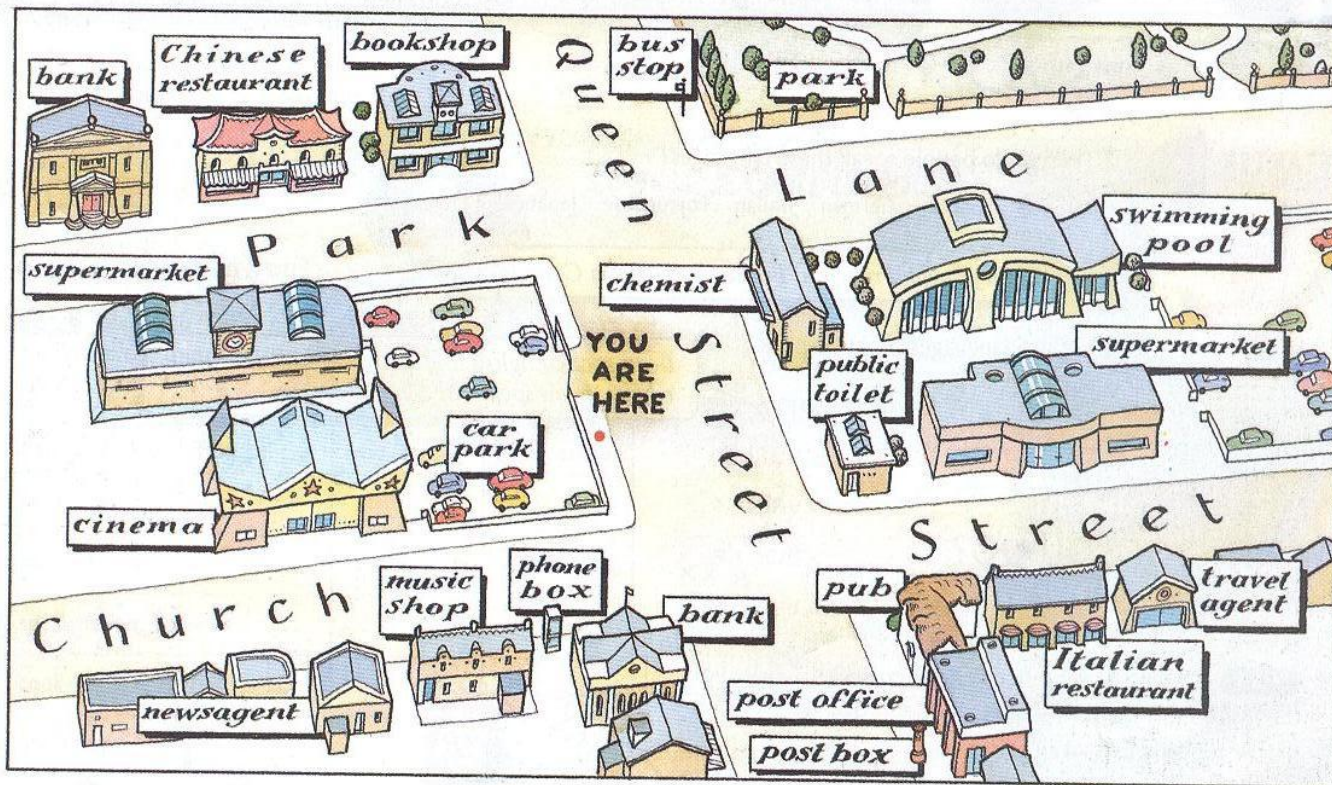 bank
Chinese
restaurant
bookshop
Queen Street
bus
stop
park
Park Lane
supermarket
chemist
swimming
pool
YOU
ARE
HERE
public
toilet
supermarket
car
park
cinema
Church Street
music
shop
phone
box
bank
pub
travel
agent
newsagent
Italian
restaurant
post office
post box